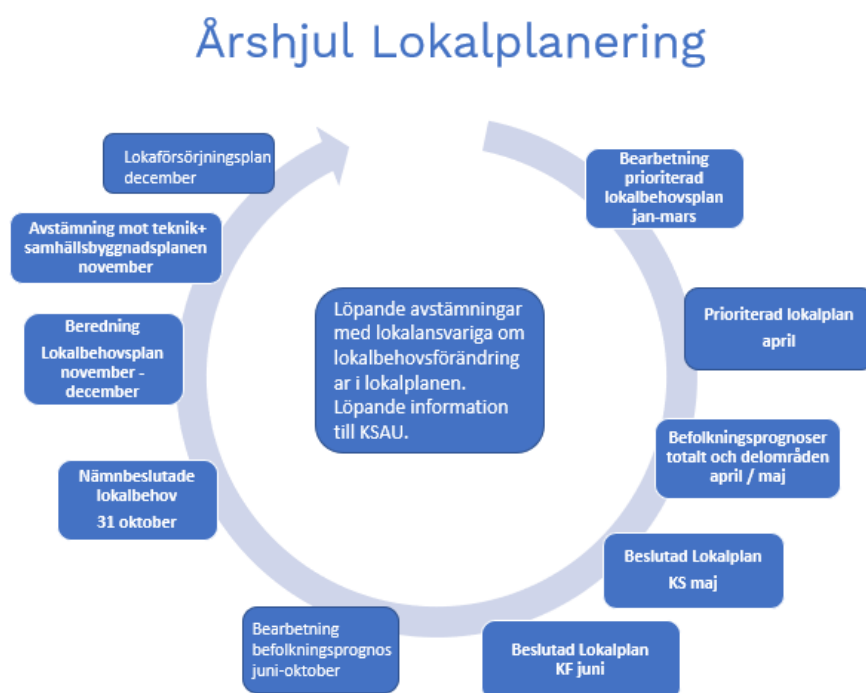 Årshjul Lokalplanering
Bearbetning
prioriterad
lokalbehovsplan
jan-mars
Prioriterad lokalplan
april
Befolkningsprognoser
totalt och delområden
april / maj
Beslutad Lokalplan
KS maj
Beslutad Lokalplan
KF juni
Bearbetning
befolkningsprognos
juni-oktober
Nämnbeslutade
lokalbehov
31 oktober
Beredning
Lokalbehovsplan
november -
december
Avstämning mot teknik+
samhällsbyggnadsplanen
november
Lokaförsörjningsplan
december
Löpande avstämningar
med lokalansvariga om
lokalbehovsförändring
ar i lokalplanen.
Löpande information
till KSAU.